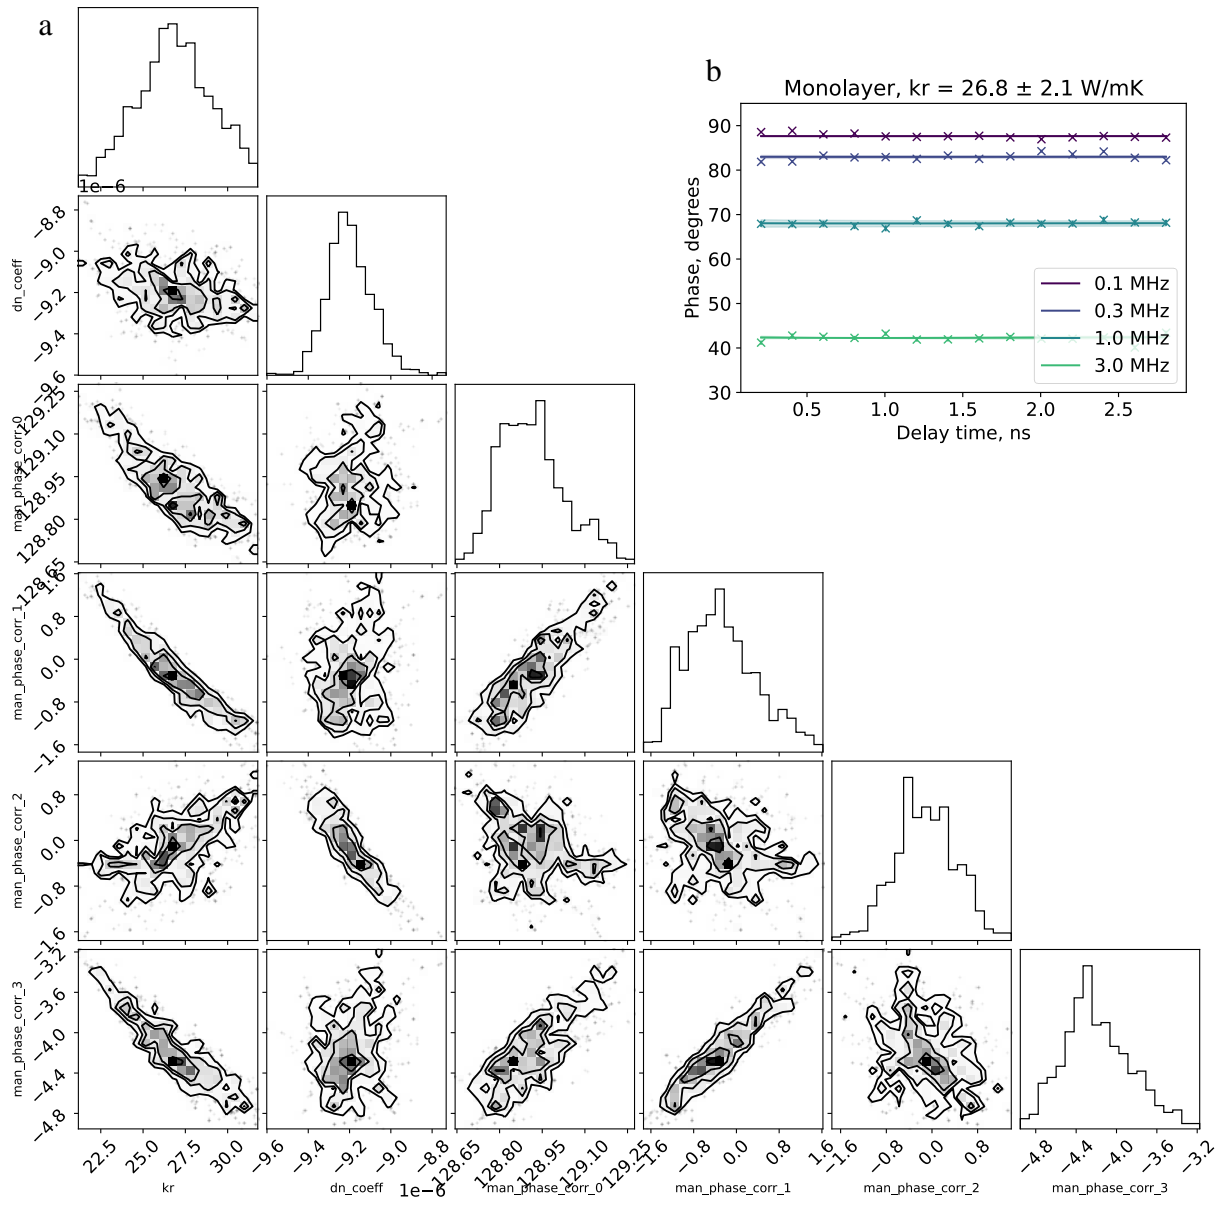 a
b
Monolayer, kr = 26.8 ± 2.1 W/mK
90
80
70
60
50
40
30
Phase, degrees
0.1 MHz
0.3 MHz
1.0 MHz
3.0 MHz
0.5
1.0
1.5
2.0
2.5
Delay time, ns
1e−6
−8.8
−9.0
−9.2
−9.4
−9.6
dn_coeff
129.25
129.10
128.95
128.80
128.65
man_phase_corr_0
1.6
0.8
0.0
−0.8
−1.6
man_phase_corr_1
0.8
0.0
−0.8
−1.6
man_phase_corr_2
−3.2
−3.6
−4.0
−4.4
−4.8
man_phase_corr_3
22.5
25.0
27.5
30.0
kr
−9.6
−9.4
−9.2
−9.0
−8.8
dn_coeff
1e−6
128.65
128.80
128.95
129.10
129.25
man_phase_corr_0
−1.6
−0.8
0.0
0.8
1.6
man_phase_corr_1
−1.6
−0.8
0.0
0.8
man_phase_corr_2
−4.8
−4.4
−4.0
−3.6
−3.2
man_phase_corr_3